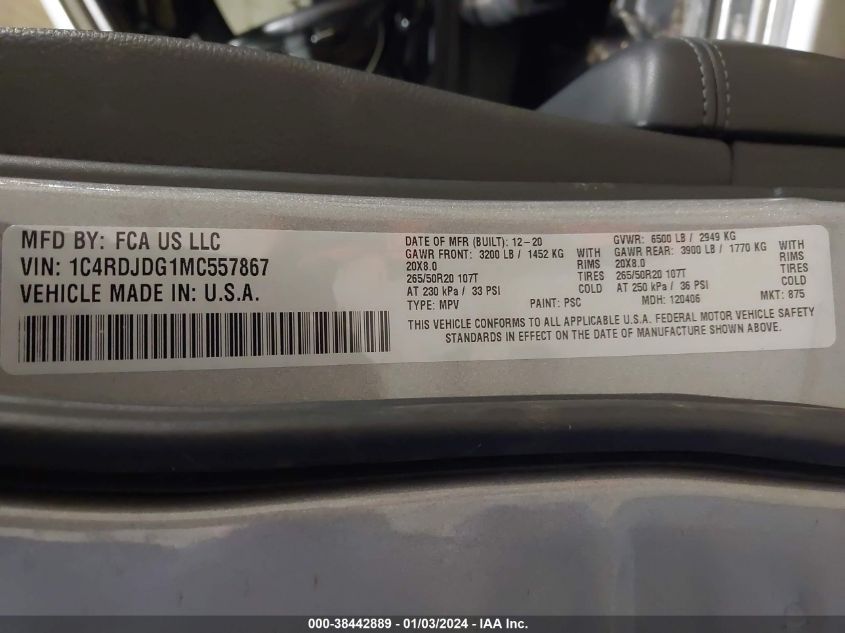 MFD BY: FCA US LLC
VIN: 1C4RDJDG1MC557867
VEHICLE MADE IN: U.S.A.
DATE OF MFR (BUILT): 12-20
GVWR: 6500 LB / 2949 KG
GAWR FRONT: 3200 LB / 1452 KG WITH
GAWR REAR: 3900 LB / 1770 KG WITH
20X8.0 RIMS
20X8.0 RIMS
265/50R20 107T TIRES
265/50R20 107T TIRES
AT 230 kPa / 33 PSI COLD
AT 250 kPa / 36 PSI COLD
TYPE: MPV PAINT: PSC MDH: 120406 MKT: 875
THIS VEHICLE CONFORMS TO ALL APPLICABLE U.S.A. FEDERAL MOTOR VEHICLE SAFETY
STANDARDS IN EFFECT ON THE DATE OF MANUFACTURE SHOWN ABOVE.
000-38442889 - 01/03/2024 - IAA Inc.